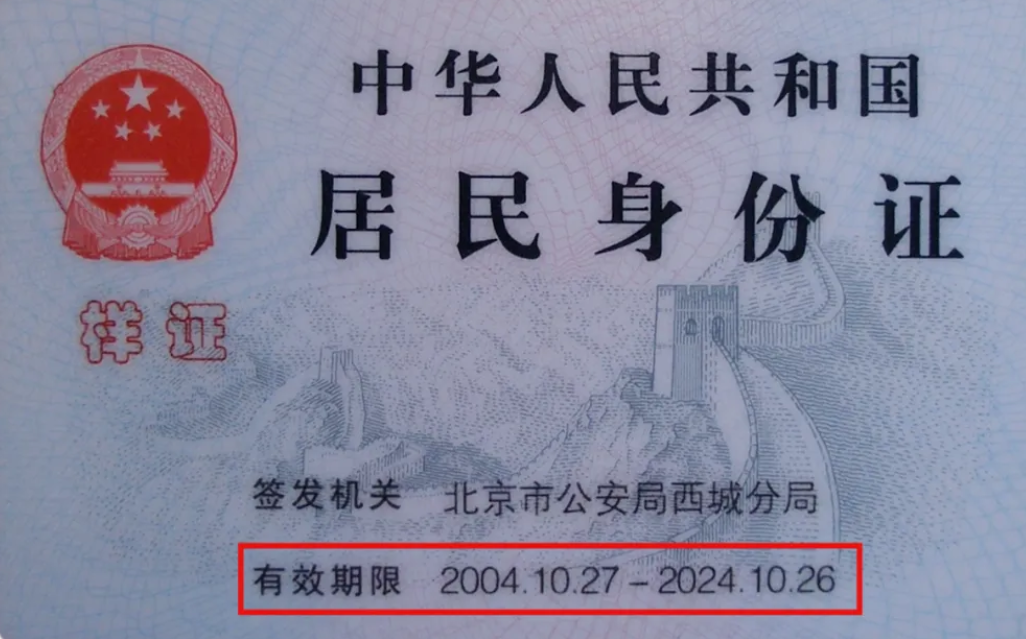 中华人民共和国
居民身份证
样证
签发机关 北京市公安局西城分局
有效期限 2004.10.27-2024.10.26